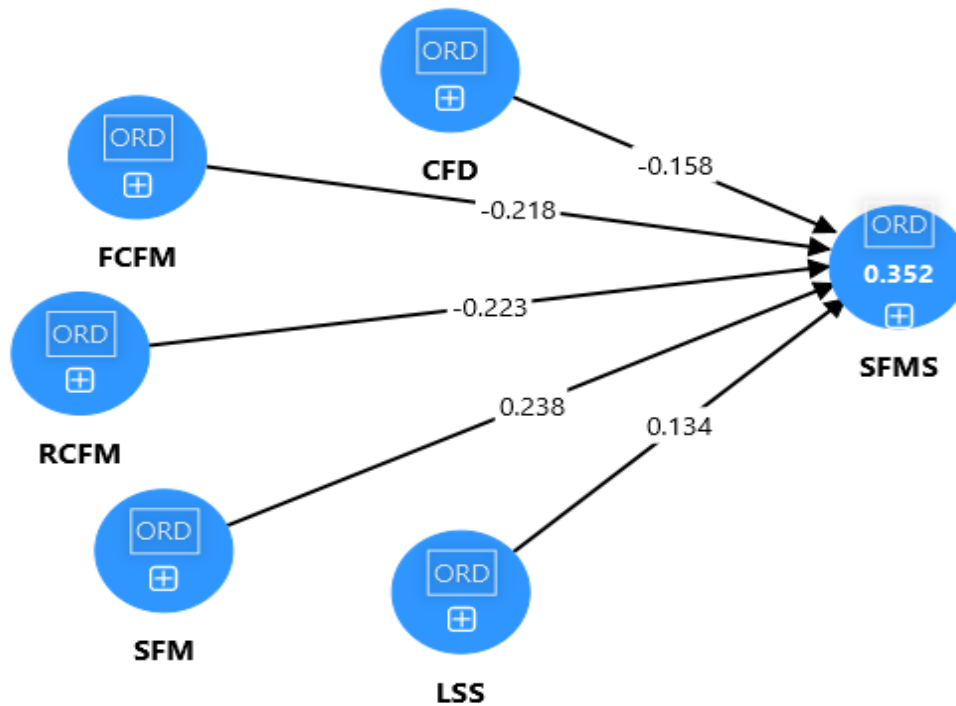 ORD
CFD
-0.158
ORD
FCFM
-0.218
ORD
RCFM
-0.223
ORD
SFM
0.238
ORD
LSS
0.134
ORD
0.352
SFMS